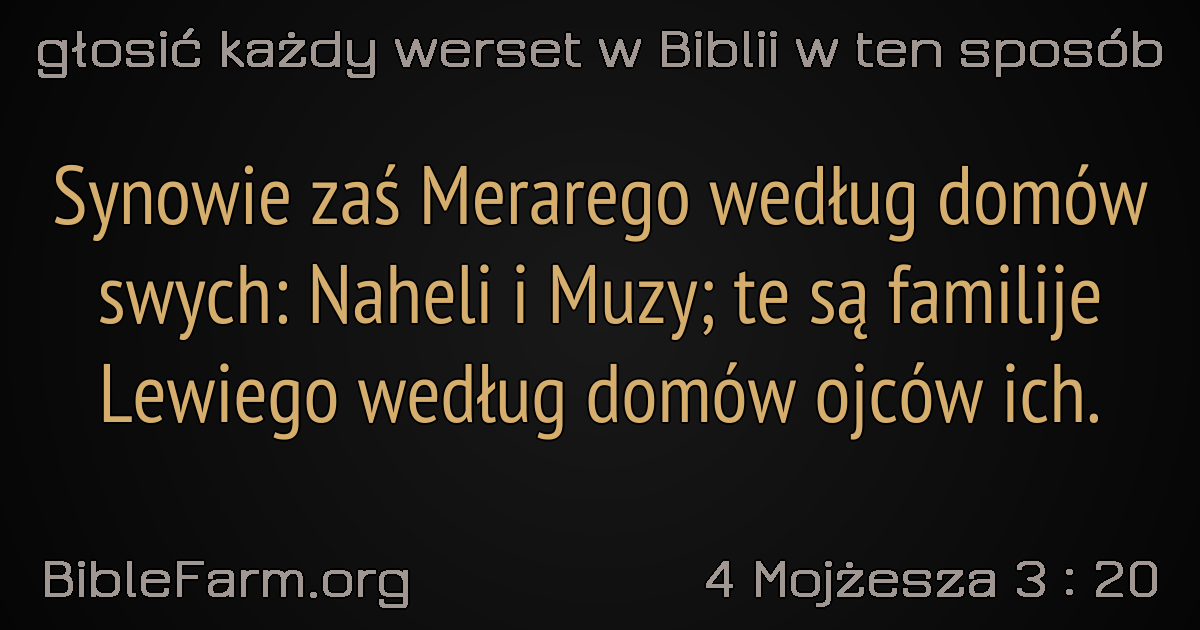 głosić każdy werset w Biblii w ten sposób
Synowie zaś Merarego według domów
swych: Naheli i Muzy; te są familije
Lewiego według domów ojców ich.
BibleFarm.org
4 Mojżesza 3 : 20